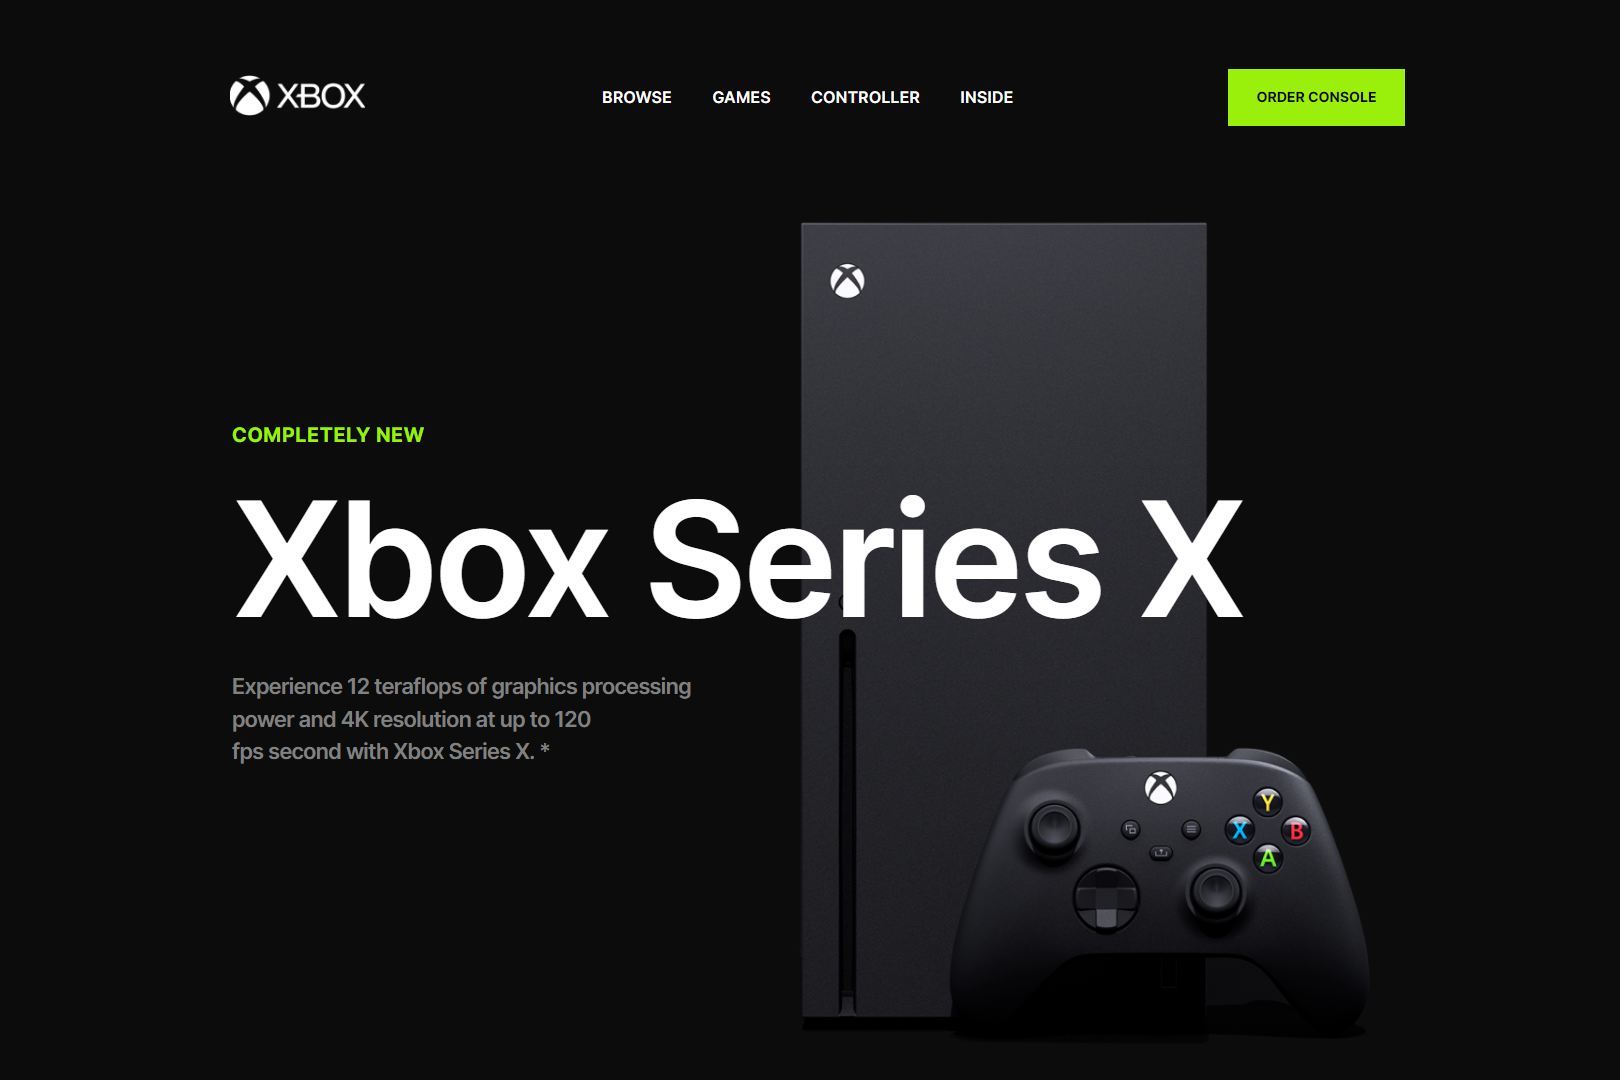 XBOX
BROWSE GAMES CONTROLLER INSIDE
ORDER CONSOLE
COMPLETELY NEW
Xbox Series X
Experience 12 teraflops of graphics processing
power and 4K resolution at up to 120
fps second with Xbox Series X. *
Y
X B
A